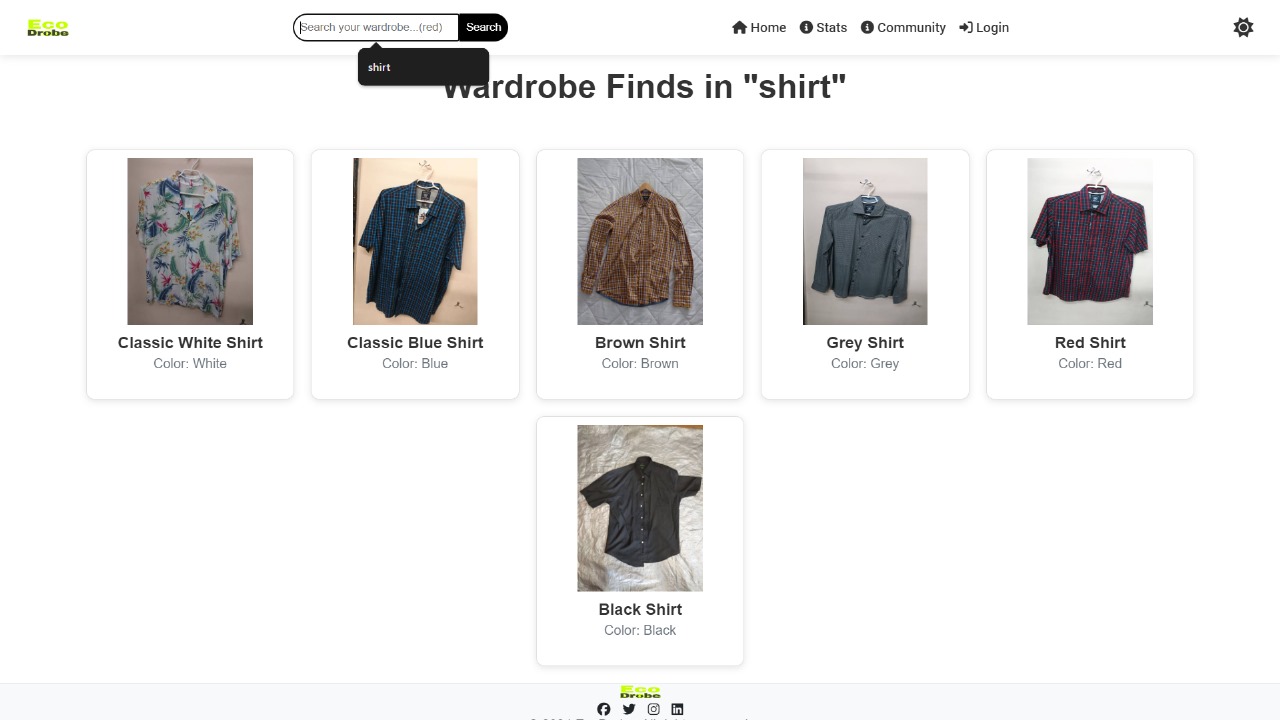 Eco
Drobe
Search your wardrobe...(red)
Search
Home
Stats
Community
Login
shirt
Wardrobe Finds in "shirt"
Classic White Shirt
Color: White
Classic Blue Shirt
Color: Blue
Brown Shirt
Color: Brown
Grey Shirt
Color: Grey
Red Shirt
Color: Red
Black Shirt
Color: Black
Eco
Drobe